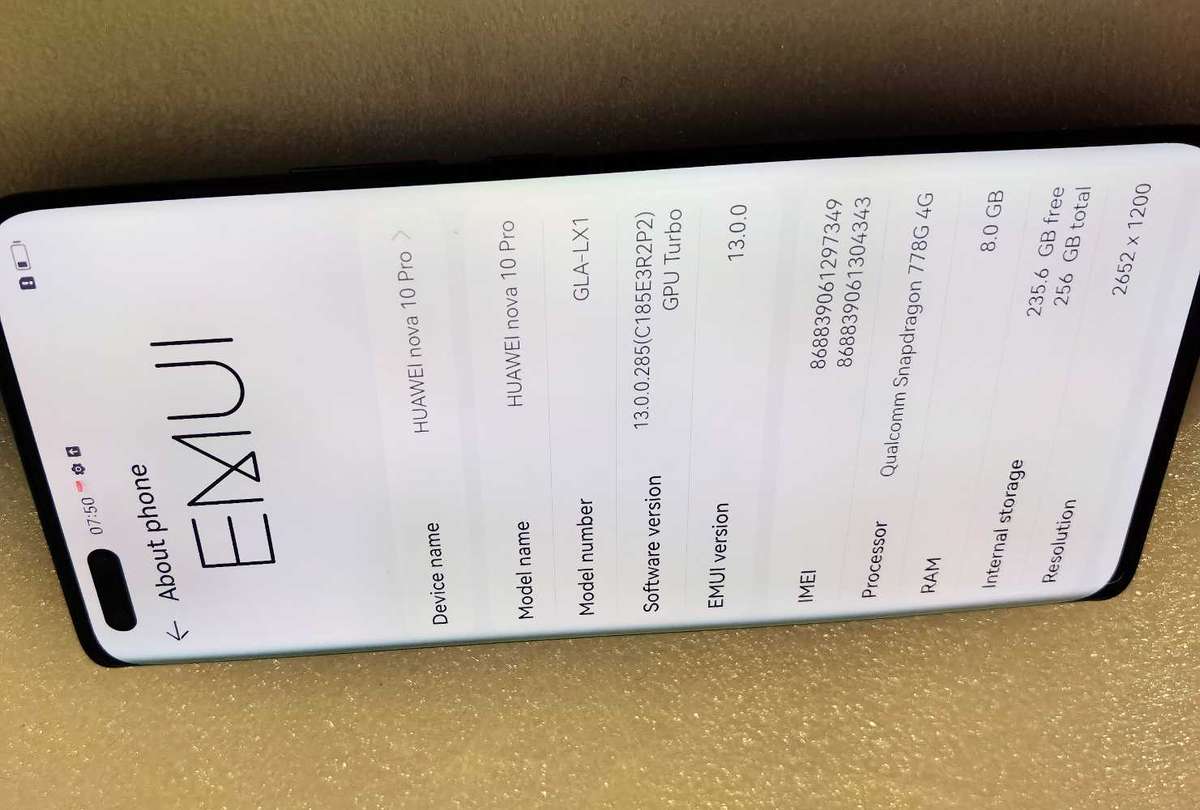 07:50
About phone
EMUI
Device name HUAWEI nova 10 Pro
Model name HUAWEI nova 10 Pro
Model number GLA-LX1
Software version 13.0.0.285(C185E3R2P2)
GPU Turbo
EMUI version 13.0.0
IMEI 868839061297349
868839061304343
Processor Qualcomm Snapdragon 778G 4G
RAM 8.0 GB
Internal storage 235.6 GB free
256 GB total
Resolution 2652 x 1200